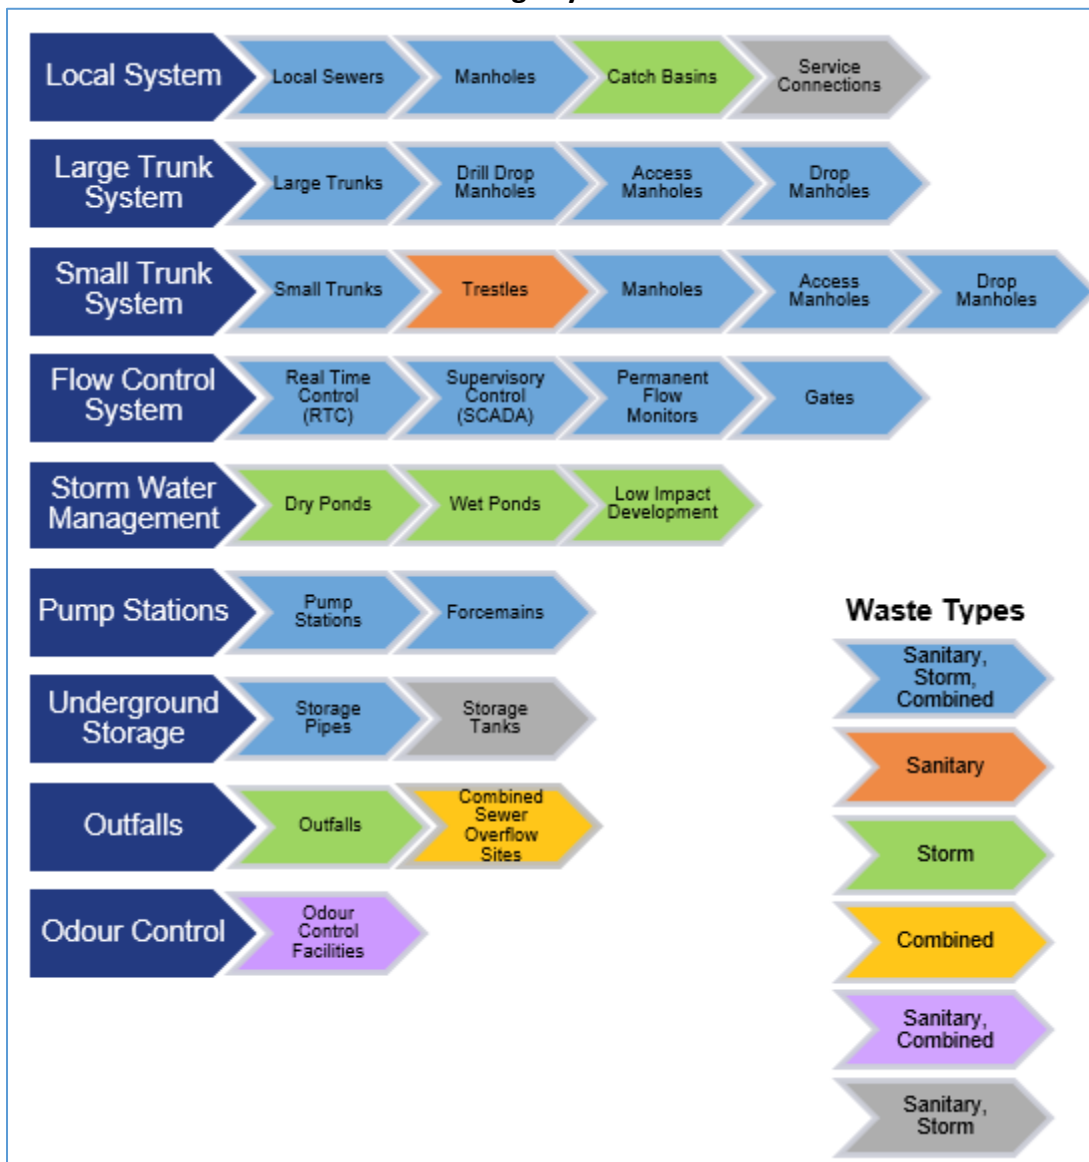 Local System
Local Sewers
Manholes
Catch Basins
Service
Connections
Large Trunk
System
Large Trunks
Drill Drop
Manholes
Access
Manholes
Drop
Manholes
Small Trunk
System
Small Trunks
Trestles
Manholes
Access
Manholes
Drop
Manholes
Flow Control
System
Real Time
Control
(RTC)
Supervisory
Control
(SCADA)
Permanent
Flow
Monitors
Gates
Storm Water
Management
Dry Ponds
Wet Ponds
Low Impact
Development
Pump Stations
Pump
Stations
Forcemains
Underground
Storage
Storage
Pipes
Storage
Tanks
Outfalls
Outfalls
Combined
Sewer
Overflow
Sites
Odour Control
Odour
Control
Facilities
Waste Types
Sanitary,
Storm,
Combined
Sanitary
Storm
Combined
Sanitary,
Combined
Sanitary,
Storm